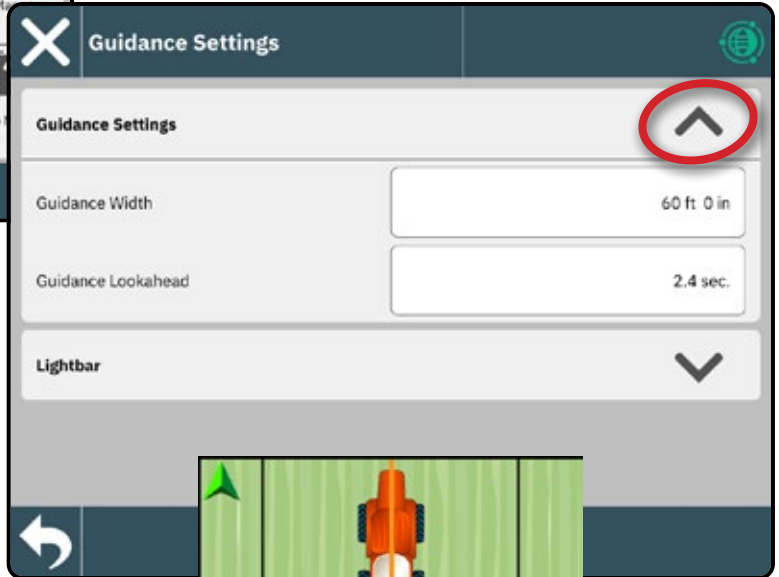 Guidance Settings
Guidance Settings
Guidance Width
60 ft 0 in
Guidance Lookahead
2.4 sec.
Lightbar